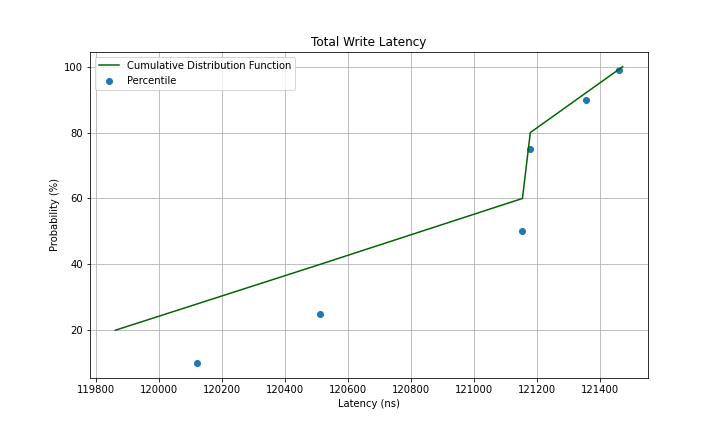 Total Write Latency
Cumulative Distribution Function
Percentile
Probability (%)
100
80
60
40
20
119800 120000 120200 120400 120600 120800 121000 121200 121400
Latency (ns)